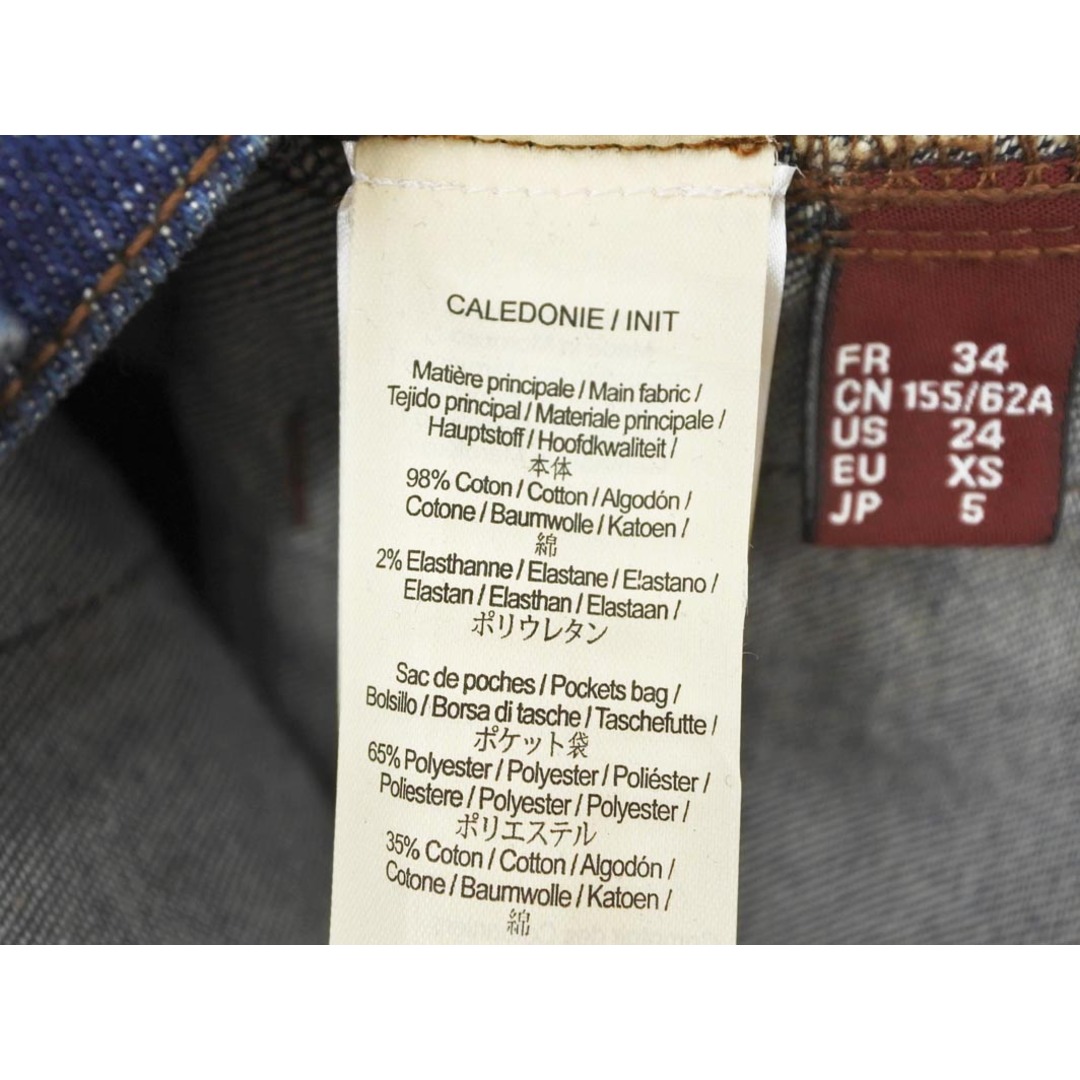 CALEDONIE / INIT
Matière principale / Main fabric /
Tejido principal / Materiale principale /
Hauptstoff / Hoofdkwaliteit /
本体
98% Coton / Cotton / Algodón /
Cotone / Baumwolle / Katoen /
綿
2% Elasthanne / Elastane / Elastano /
Elastan / Elasthan / Elastaan /
ポリウレタン
Sac de poches / Pockets bag /
Bolsillo / Borsa di tasche / Taschefutte /
ポケット袋
65% Polyester / Polyester / Poliéster /
Poliestere / Polyester / Polyester /
ポリエステル
35% Coton / Cotton / Algodón /
Cotone / Baumwolle / Katoen /
綿
FR 34
CN 155/62A
US 24
EU XS
JP 5